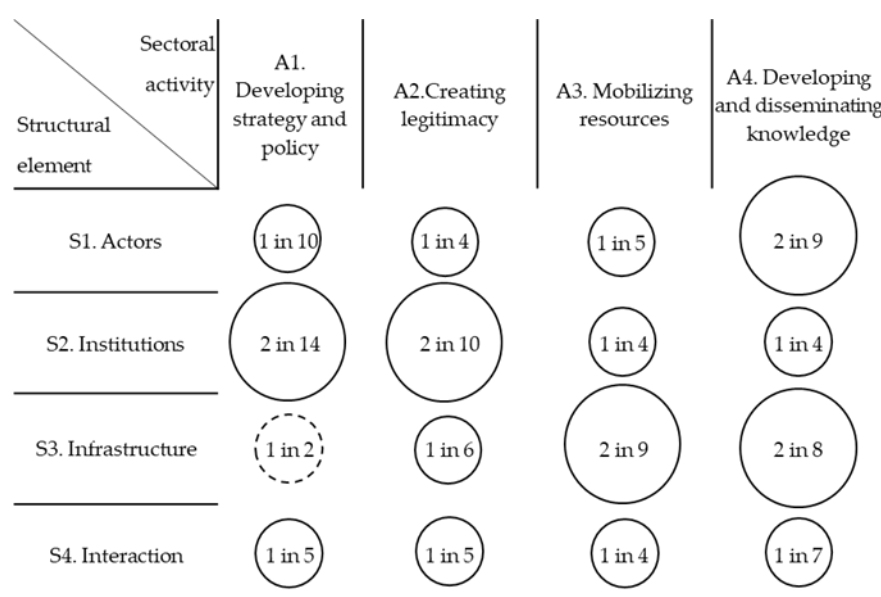 Sectoral
activity
Structural
element
A1.
Developing
strategy and
policy
A2.Creating
legitimacy
A3. Mobilizing
resources
A4. Developing
and disseminating
knowledge
S1. Actors
1 in 10
1 in 4
1 in 5
2 in 9
S2. Institutions
2 in 14
2 in 10
1 in 4
1 in 4
S3. Infrastructure
1 in 2
1 in 6
2 in 9
2 in 8
S4. Interaction
1 in 5
1 in 5
1 in 4
1 in 7